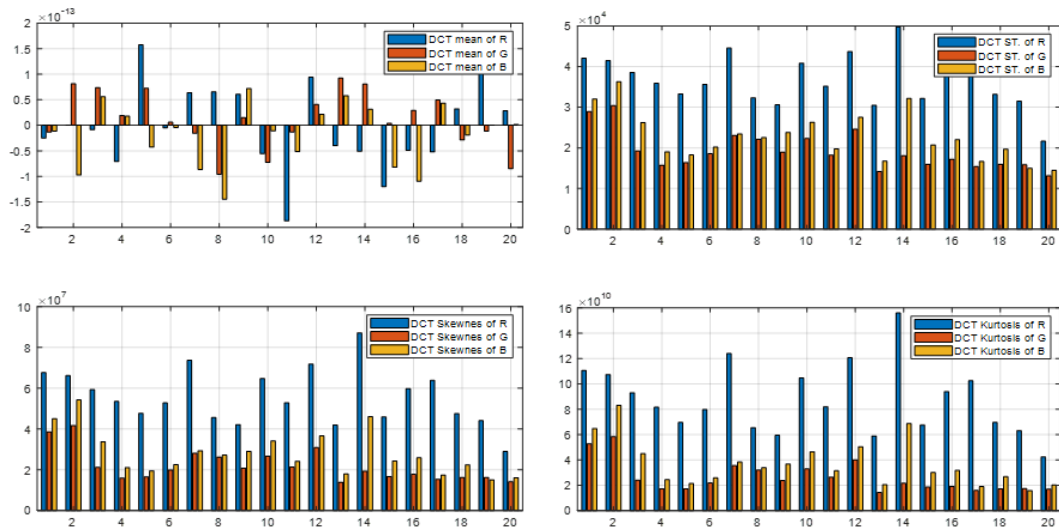 ×10^-13
2
1.5
1
0.5
0
-0.5
-1
-1.5
-2
DCT mean of R
DCT mean of G
DCT mean of B
2 4 6 8 10 12 14 16 18 20
×10^4
5
4
3
2
1
0
DCT ST. of R
DCT ST. of G
DCT ST. of B
2 4 6 8 10 12 14 16 18 20
×10^7
10
8
6
4
2
0
DCT Skewnes of R
DCT Skewnes of G
DCT Skewnes of B
2 4 6 8 10 12 14 16 18 20
×10^10
16
14
12
10
8
6
4
2
0
DCT Kurtosis of R
DCT Kurtosis of G
DCT Kurtosis of B
2 4 6 8 10 12 14 16 18 20